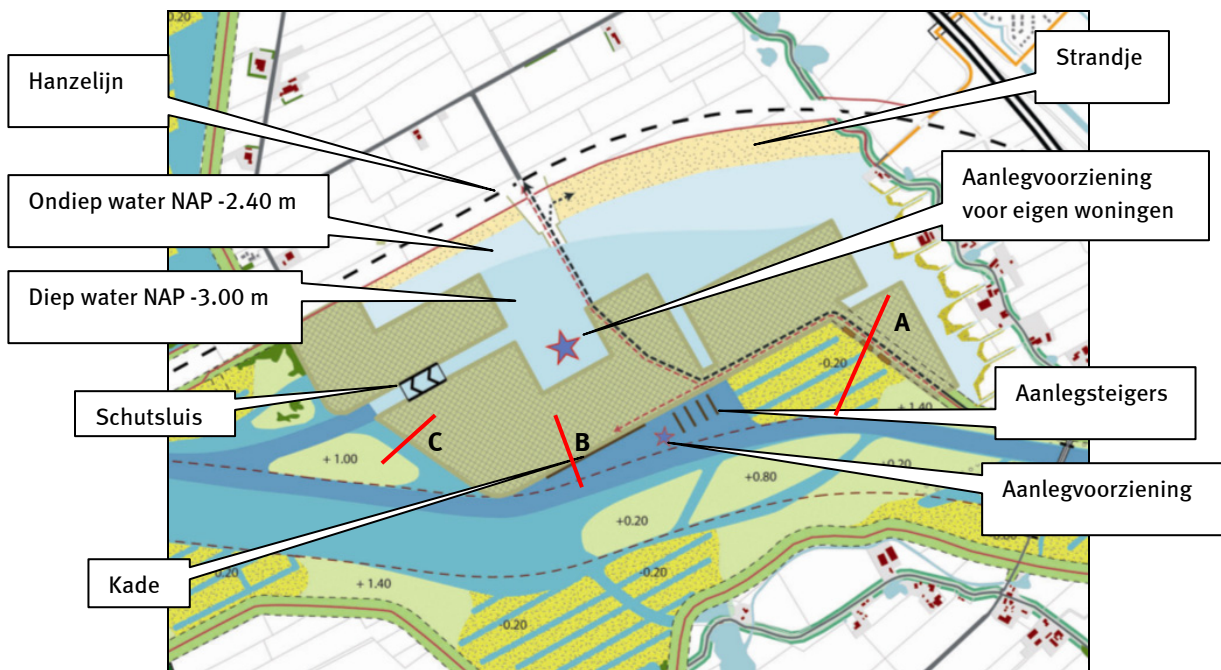 0.20
Hanzelijn
Strandje
Ondiep water NAP -2.40 m
Aanlegvoorziening
voor eigen woningen
Diep water NAP -3.00 m
A
-0.20
Schutsluis
Aanlegsteigers
+1.40
C
B
+ 1.00
+0.20
+0.80
Aanlegvoorziening
+0.20
Kade
0.20
+ 1.40
-0.20
-0.20